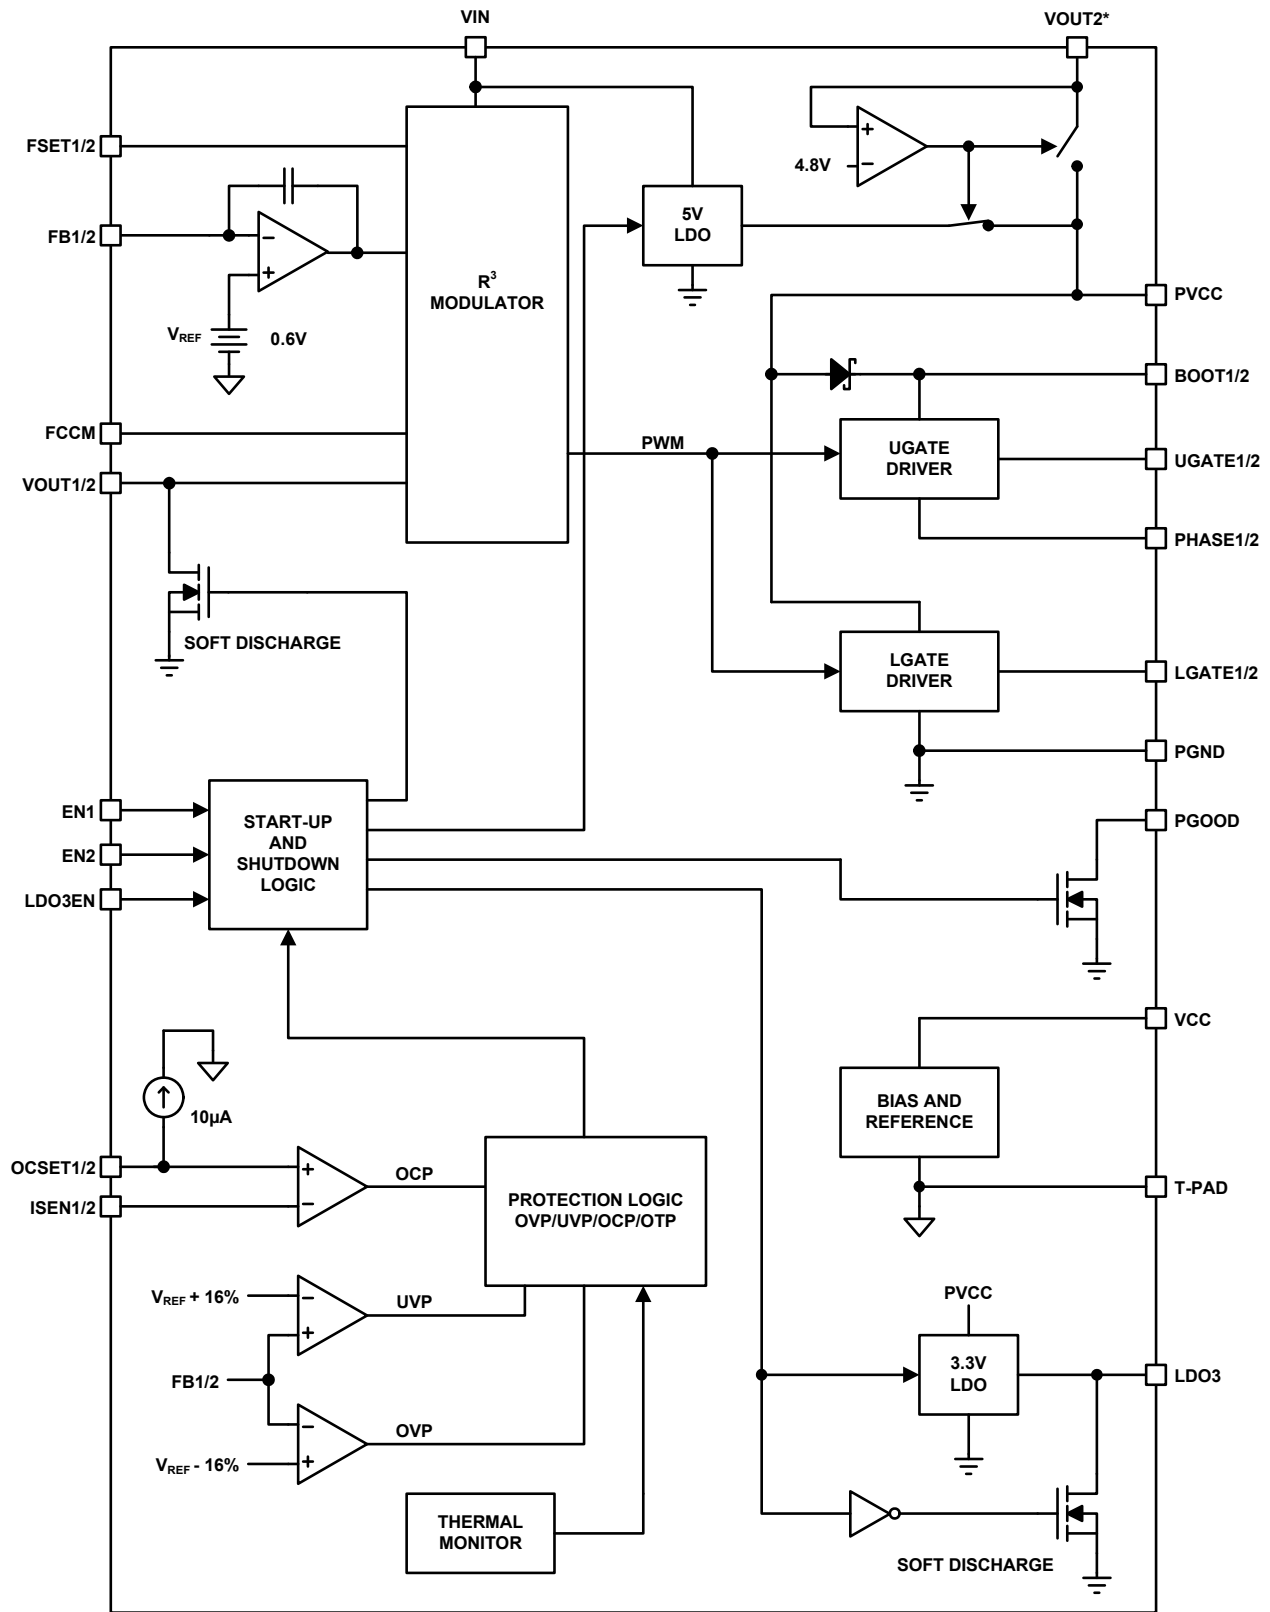 VIN
VOUT2*
FSET1/2
+
4.8V
−
5V
LDO
FB1/2
−
+
R³
MODULATOR
VREF
0.6V
PVCC
BOOT1/2
FCCM
PWM
UGATE
DRIVER
UGATE1/2
VOUT1/2
PHASE1/2
SOFT DISCHARGE
LGATE
DRIVER
LGATE1/2
PGND
EN1
START-UP
AND
SHUTDOWN
LOGIC
PGOOD
EN2
LDO3EN
VCC
10µA
BIAS AND
REFERENCE
OCSET1/2
+
OCP
PROTECTION LOGIC
OVP/UVP/OCP/OTP
T-PAD
ISEN1/2
−
VREF + 16%
−
UVP
+
PVCC
FB1/2
3.3V
LDO
LDO3
−
OVP
VREF - 16%
+
THERMAL
MONITOR
SOFT DISCHARGE